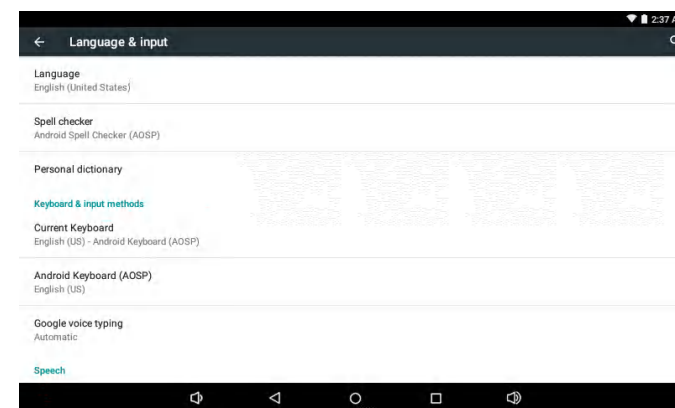 2:37 A
Language & input
Language
English (United States)
Spell checker
Android Spell Checker (AOSP)
Personal dictionary
Keyboard & input methods
Current Keyboard
English (US) - Android Keyboard (AOSP)
Android Keyboard (AOSP)
English (US)
Google voice typing
Automatic
Speech